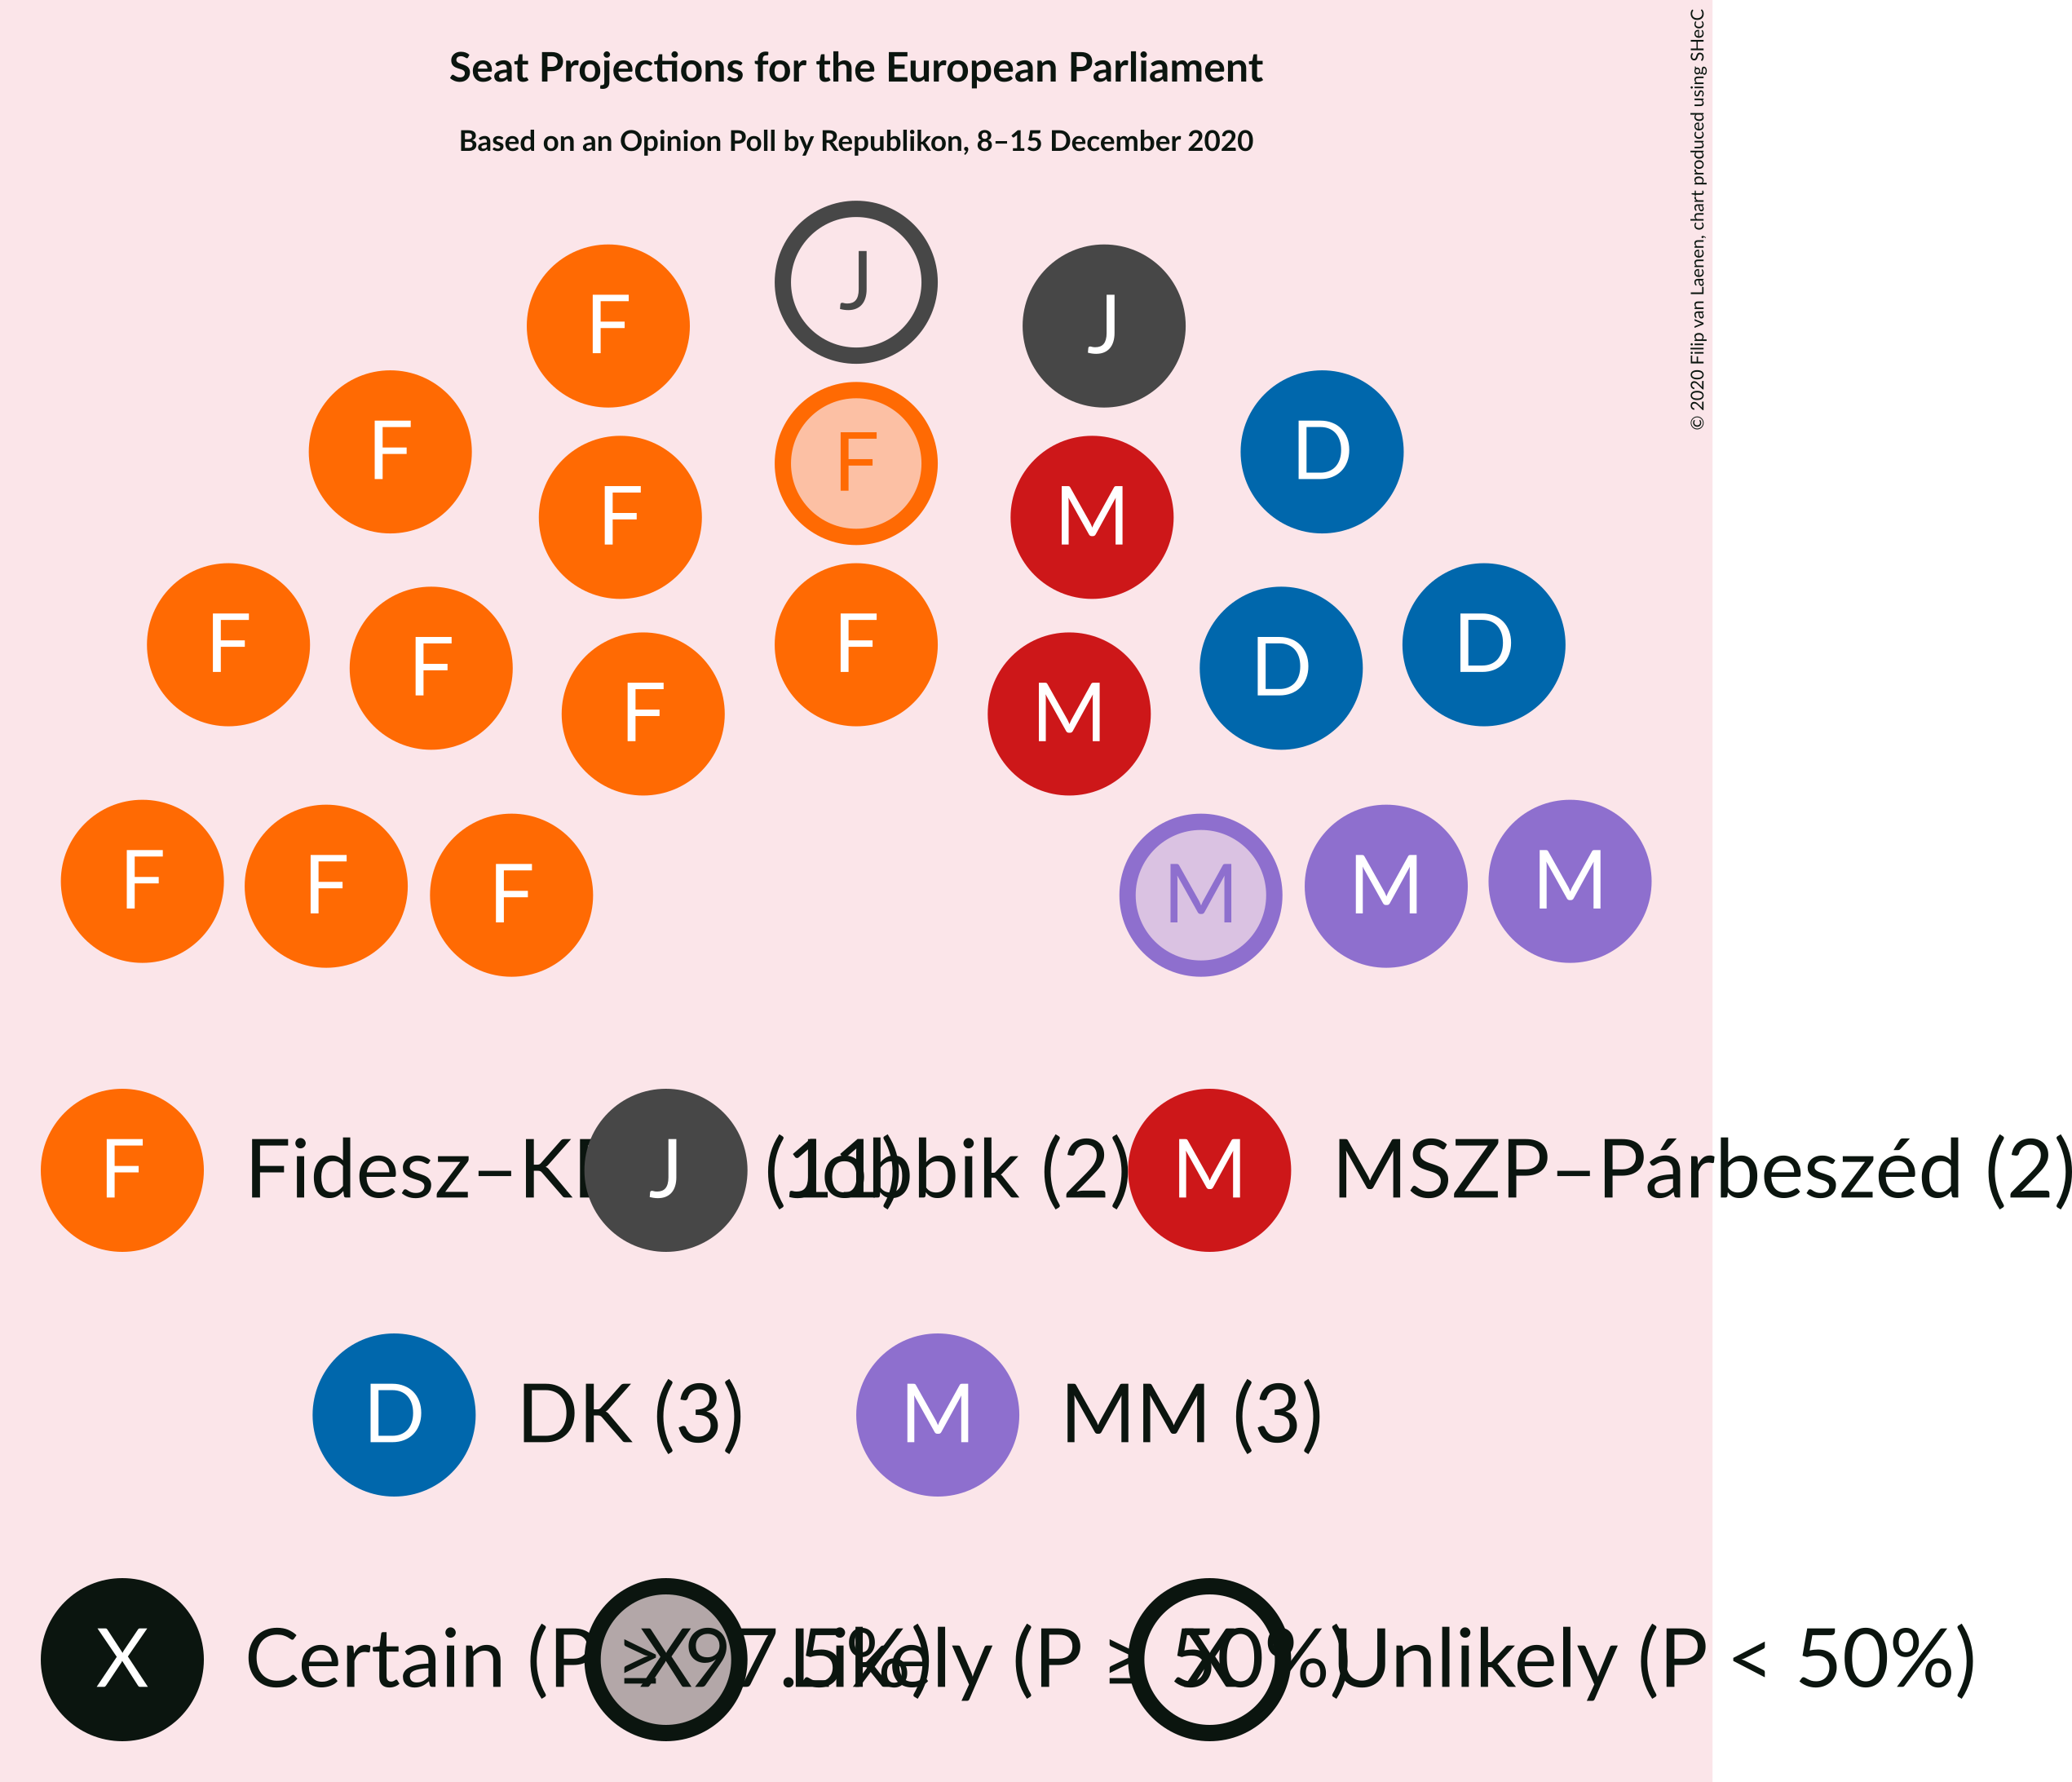 Seat Projections for the European Parliament
Based on an Opinion Poll by Republikon, 8–15 December 2020
© 2020 Filip van Laenen, chart produced using SHecC
J
F J
F D
F
F M
F F D
F D
F M
F M
F M
F M
F Fidesz–K (11) J Jobbik (2) M MSZP–Párbeszéd (2)
D DK (3) M MM (3)
X Certain (P ≥ 97.5%) X Likely (P ≥ 50%) X Unlikely (P < 50%)